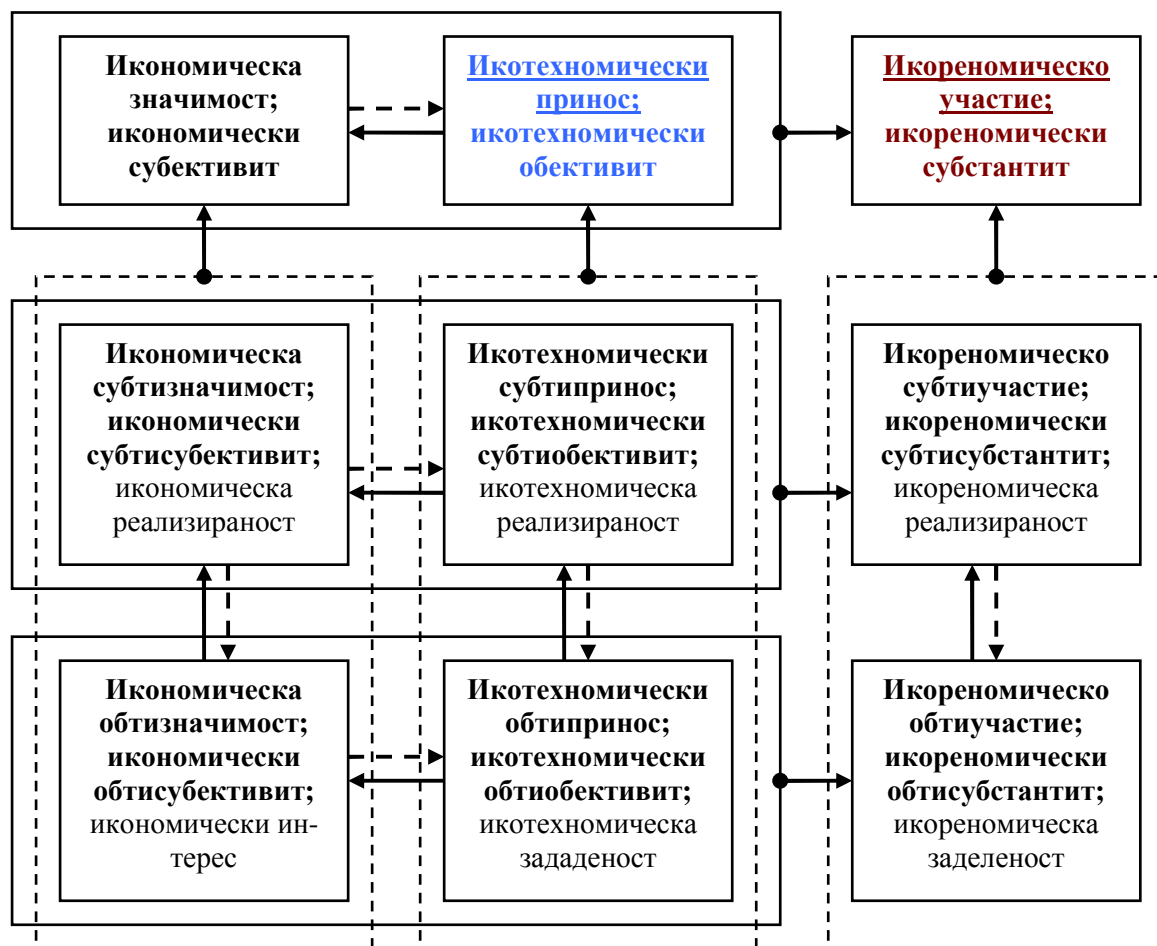 Икономическа
значимост;
икономически
субективит
Икотехномически
принос;
икотехномически
обективит
Икореномическо
участие;
икореномически
субстантит
Икономическа
субтизначимост;
икономически
субтисубективит;
икономическа
реализираност
Икотехномически
субтипринос;
икотехномически
субтиобективит;
икотехномическа
реализираност
Икореномическо
субтиучастие;
икореномически
субтисубстантит;
икореномическа
реализираност
Икономическа
обтизначимост;
икономически
обтисубективит;
икономически ин-
терес
Икотехномически
обтипринос;
икотехномически
обтиобективит;
икотехномическа
зададеност
Икореномическо
обтиучастие;
икореномически
обтисубстантит;
икореномическа
заделеност